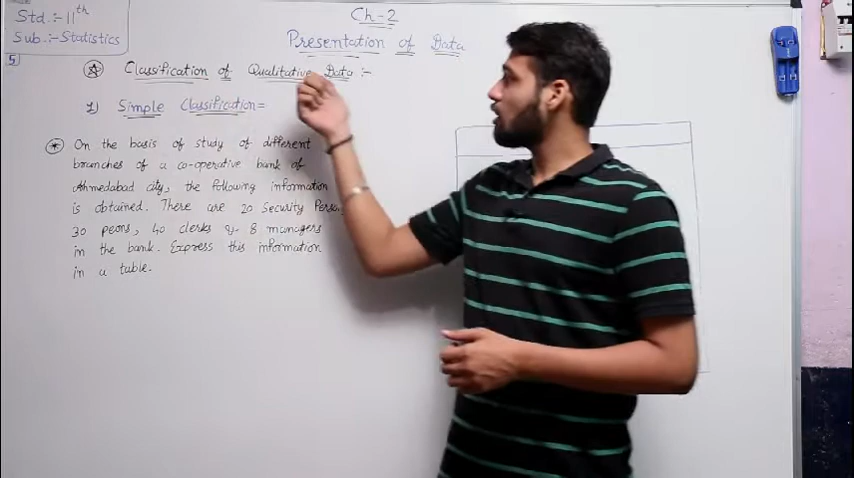 Std.:- 11th
Sub.:- Statistics
Ch-2
Presentation of Data
5
Classification of Qualitative Data :-
1) Simple Classification =
On the basis of study of different
branches of a co-operative bank of
Ahmedabad city, the following information
is obtained. There are 20 Security Person,
30 peons, 40 clerks & 8 managers
in the bank. Express this information
in a table.